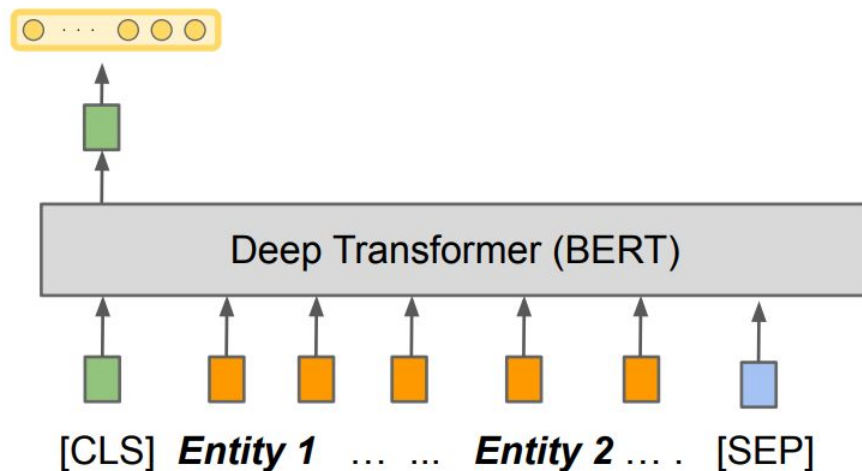 . . .
Deep Transformer (BERT)
[CLS] Entity 1 ... ... Entity 2 ... . [SEP]